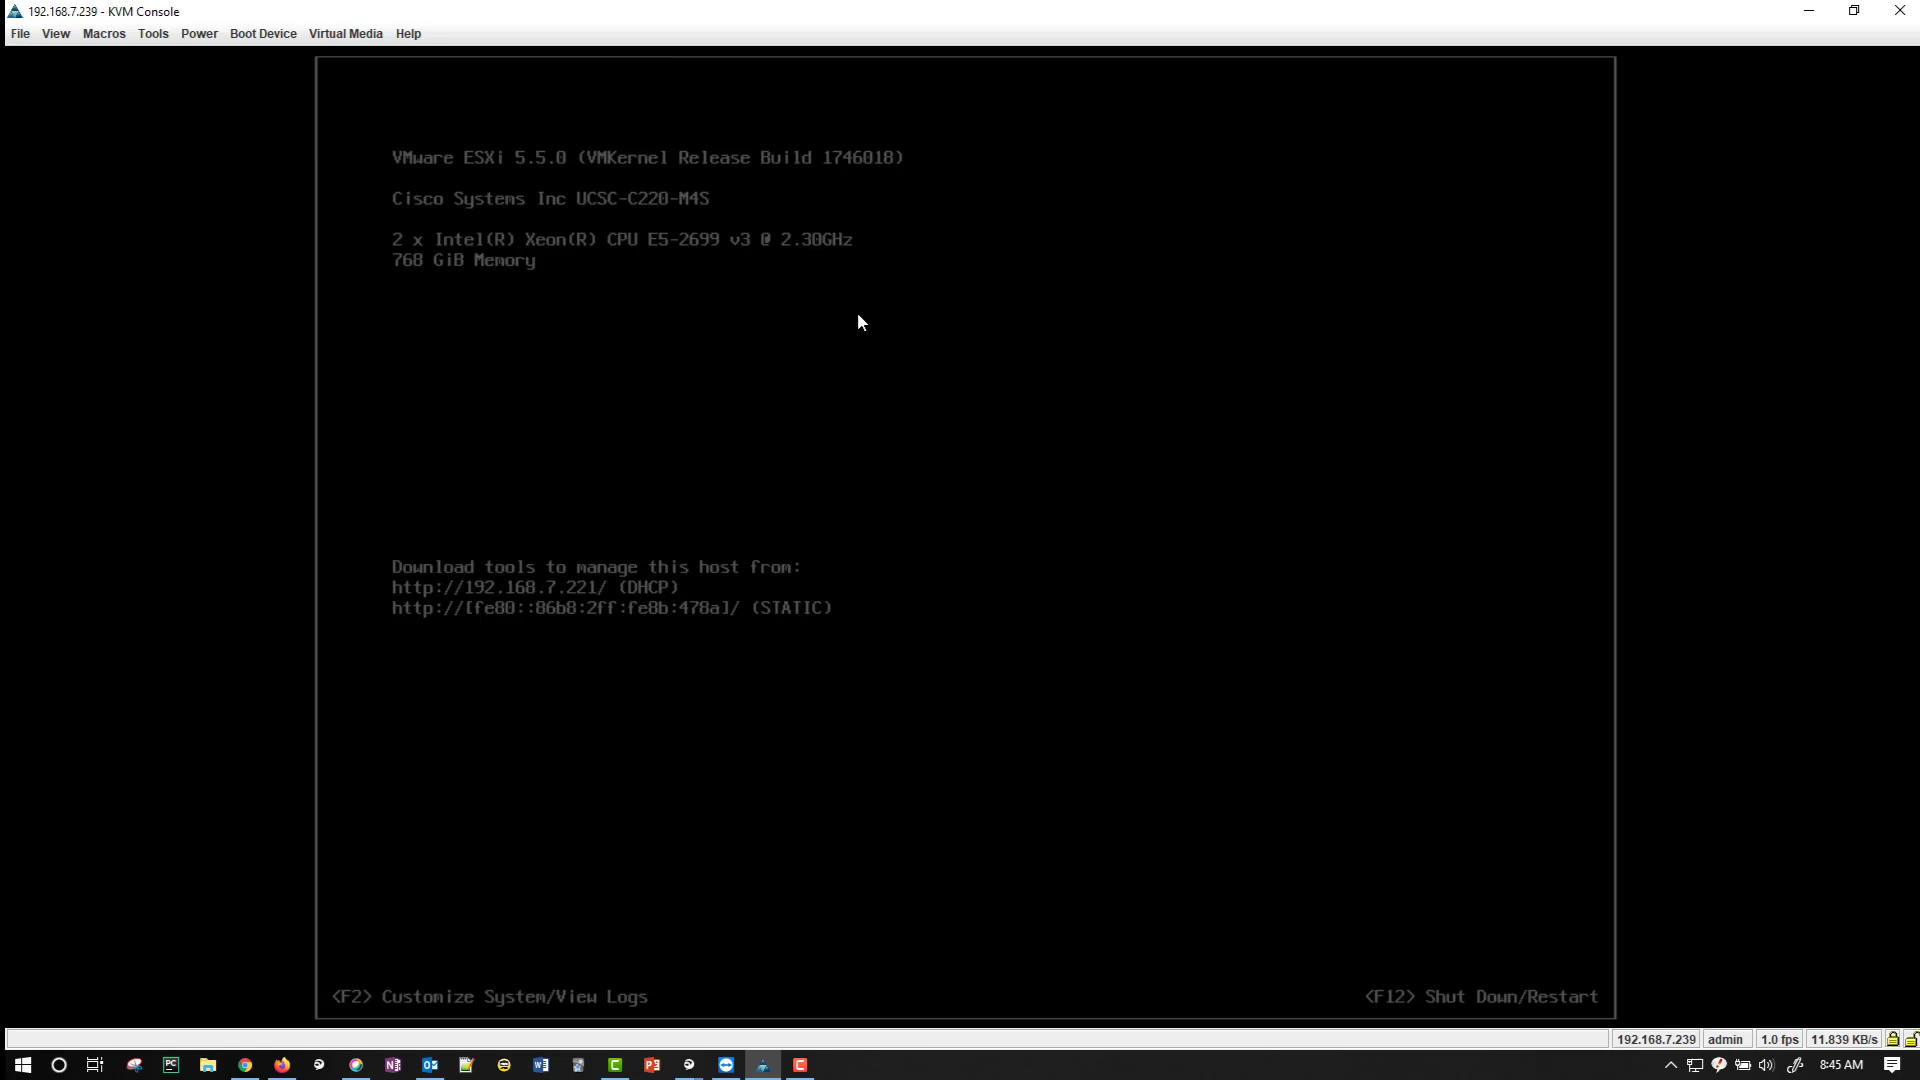 192.168.7.239 - KVM Console
File View Macros Tools Power Boot Device Virtual Media Help
VMware ESXi 5.5.0 (VMKernel Release Build 1746018)
Cisco Systems Inc UCSC-C220-M4S
2 x Intel(R) Xeon(R) CPU E5-2699 v3 @ 2.30GHz
768 GiB Memory
Download tools to manage this host from:
http://192.168.7.221/ (DHCP)
http://[fe80::86b8:2ff:fe8b:478a]/ (STATIC)
<F2> Customize System/View Logs
<F12> Shut Down/Restart
192.168.7.239 admin 1.0 fps 11.839 KB/s
8:45 AM